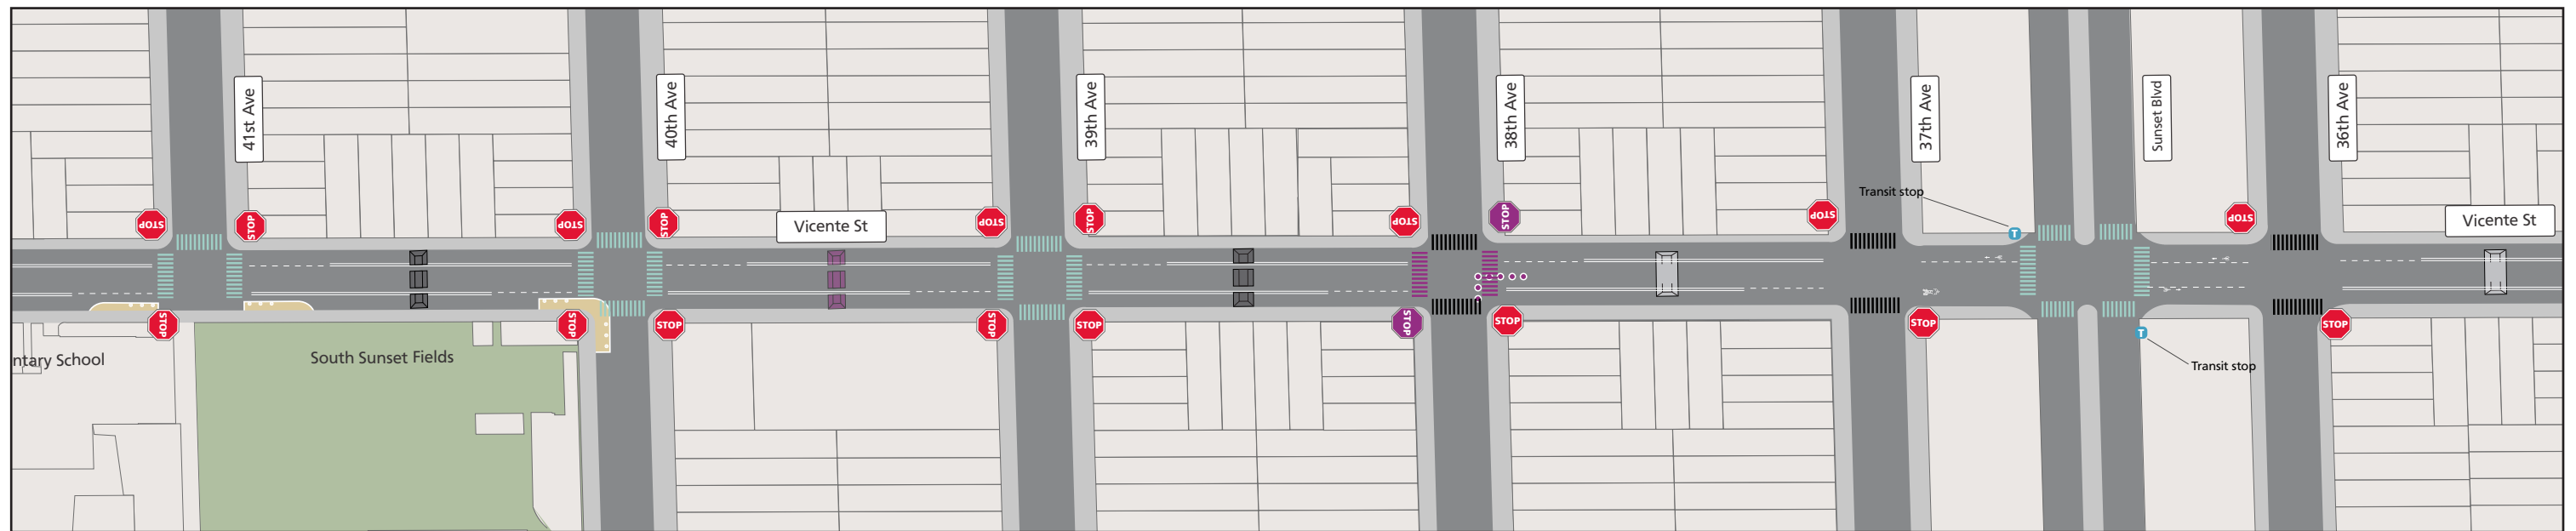 41st Ave
40th Ave
39th Ave
38th Ave
37th Ave
Sunset Blvd
36th Ave
Transit stop
STOP
STOP
STOP
STOP
STOP
STOP
STOP
STOP
STOP
STOP
Vicente St
Vicente St
T
STOP
STOP
STOP
STOP
STOP
STOP
STOP
STOP
STOP
T
ntary School
South Sunset Fields
Transit stop